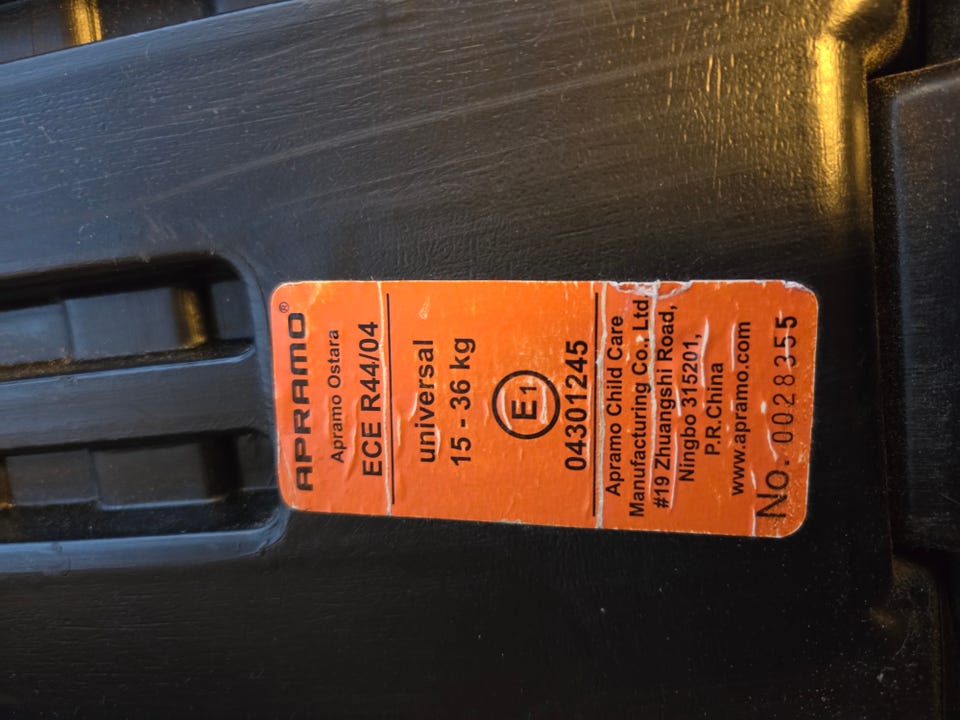 APRAMO®
Apramo Ostara
ECE R44/04
universal
15 - 36 kg
E1
04301245
Apramo Child Care
Manufacturing Co., Ltd
#19 Zhuangshi Road,
Ningbo 315201,
P.R.China
www.apramo.com
No. 0028355